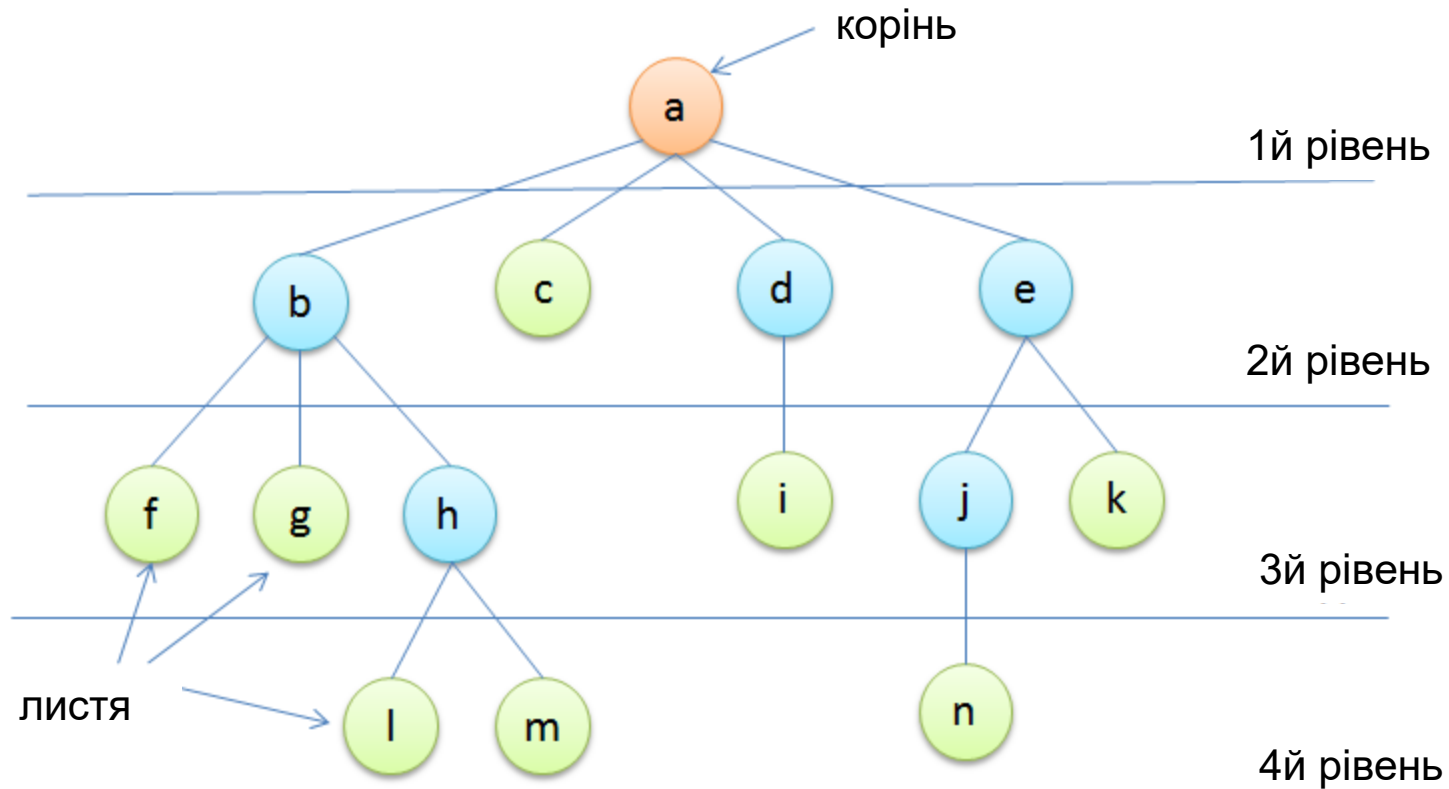 корінь
a
1й рівень
b c d e
2й рівень
f g h i j k
3й рівень
листя
l m n
4й рівень